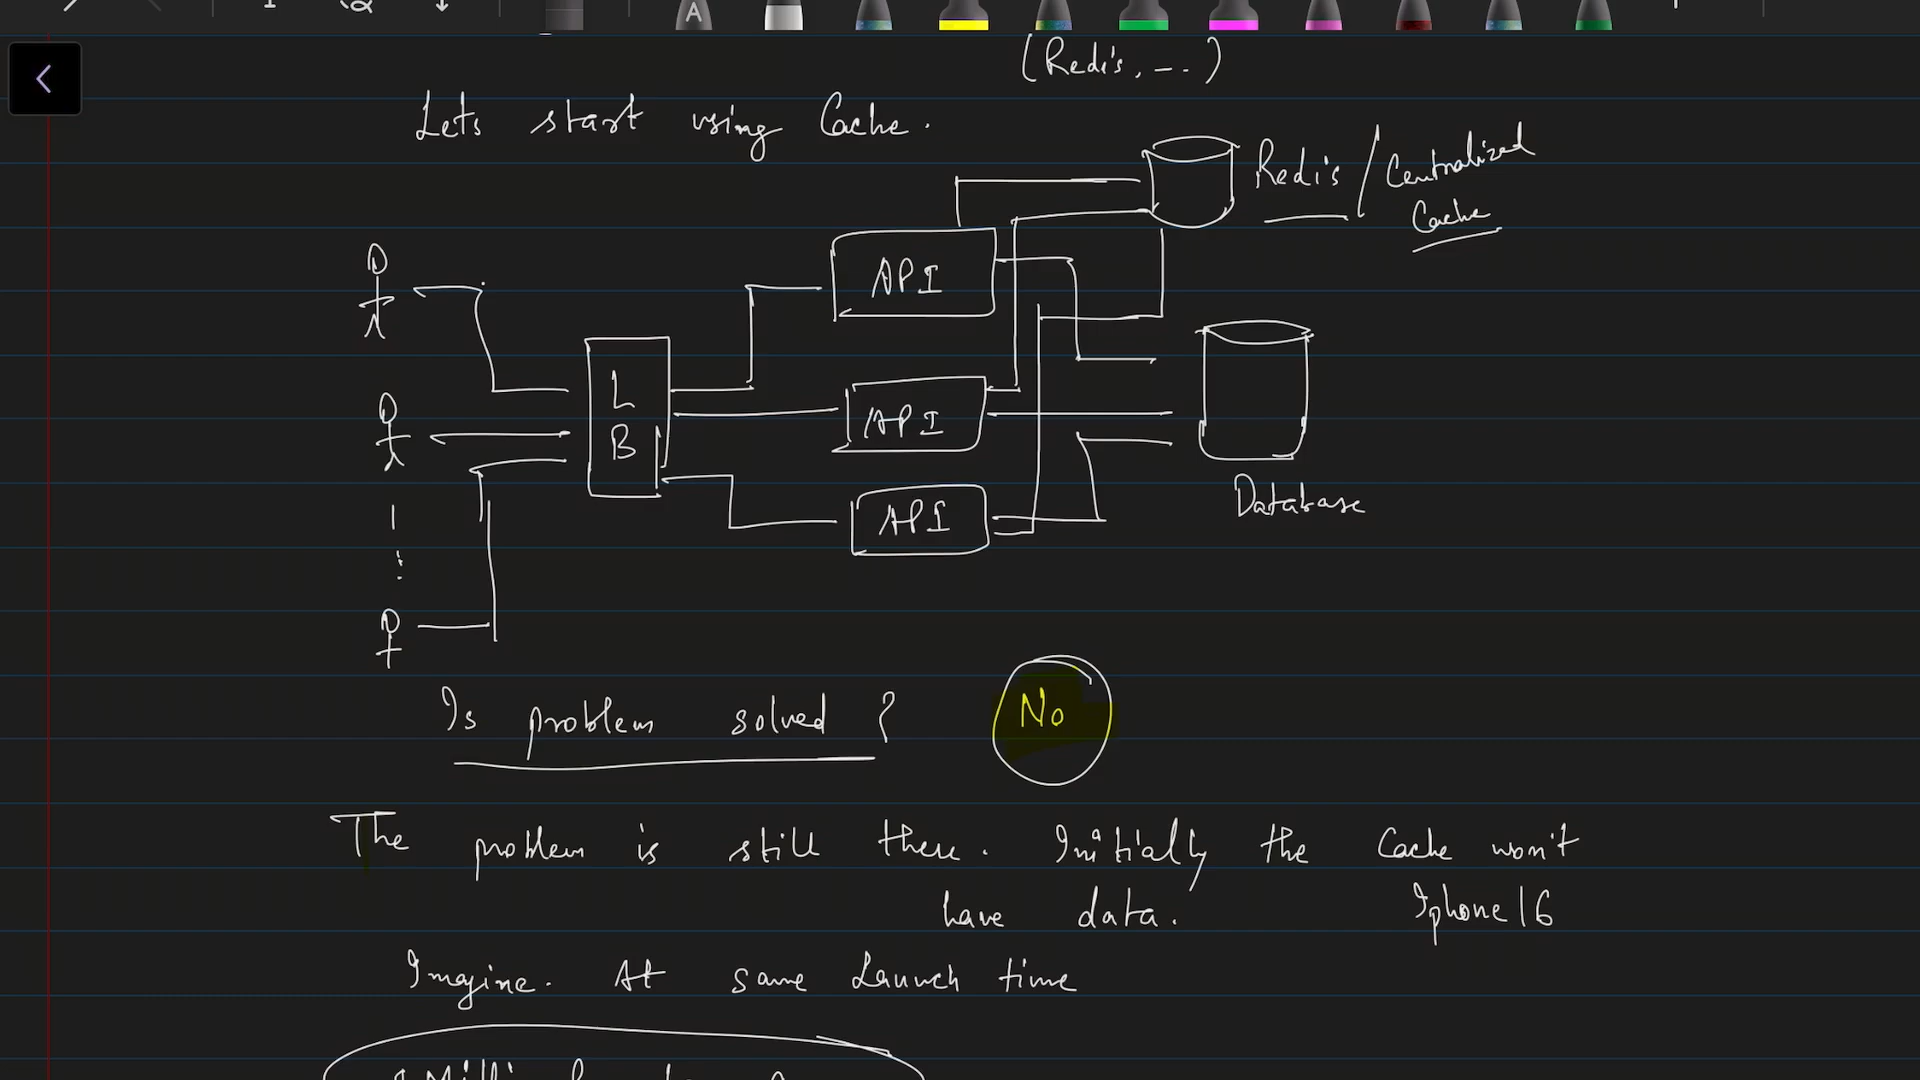 (Redis, ...)
Lets start using Cache.
Redis / Centralized
Cache
API
L
B
API
API
Database
Is problem solved ?
No
The problem is still there. Initially the Cache won't
have data.
Iphone 16
Imagine. At same Launch time